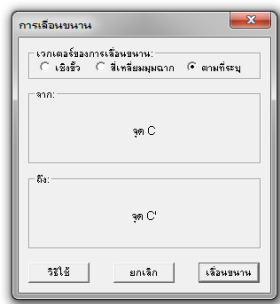 การเลื่อนขนาน
เวกเตอร์ของการเลื่อนขนาน:
เชิงขั้ว สี่เหลี่ยมมุมฉาก ตามที่ระบุ
จาก:
จุด C
ถึง:
จุด C'
วิธีใช้ ยกเลิก เลื่อนขนาน